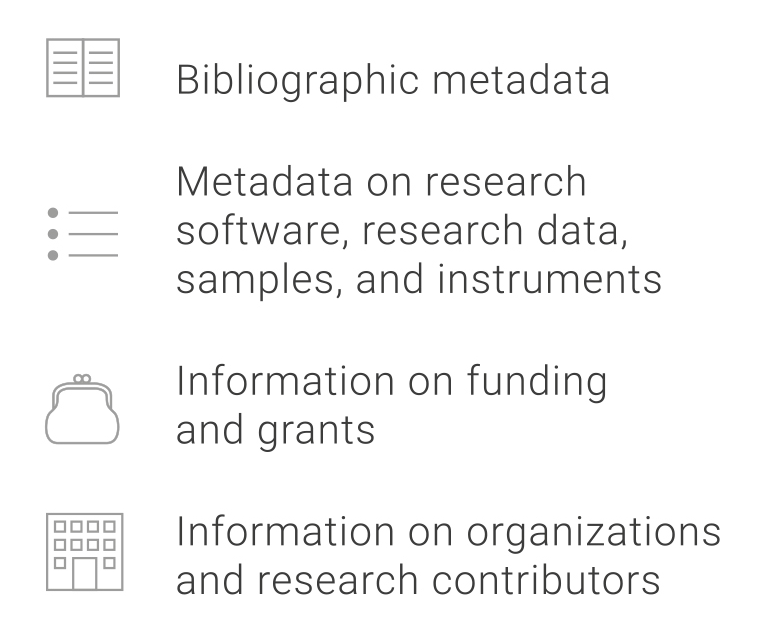 Bibliographic metadata
Metadata on research
software, research data,
samples, and instruments
Information on funding
and grants
Information on organizations
and research contributors